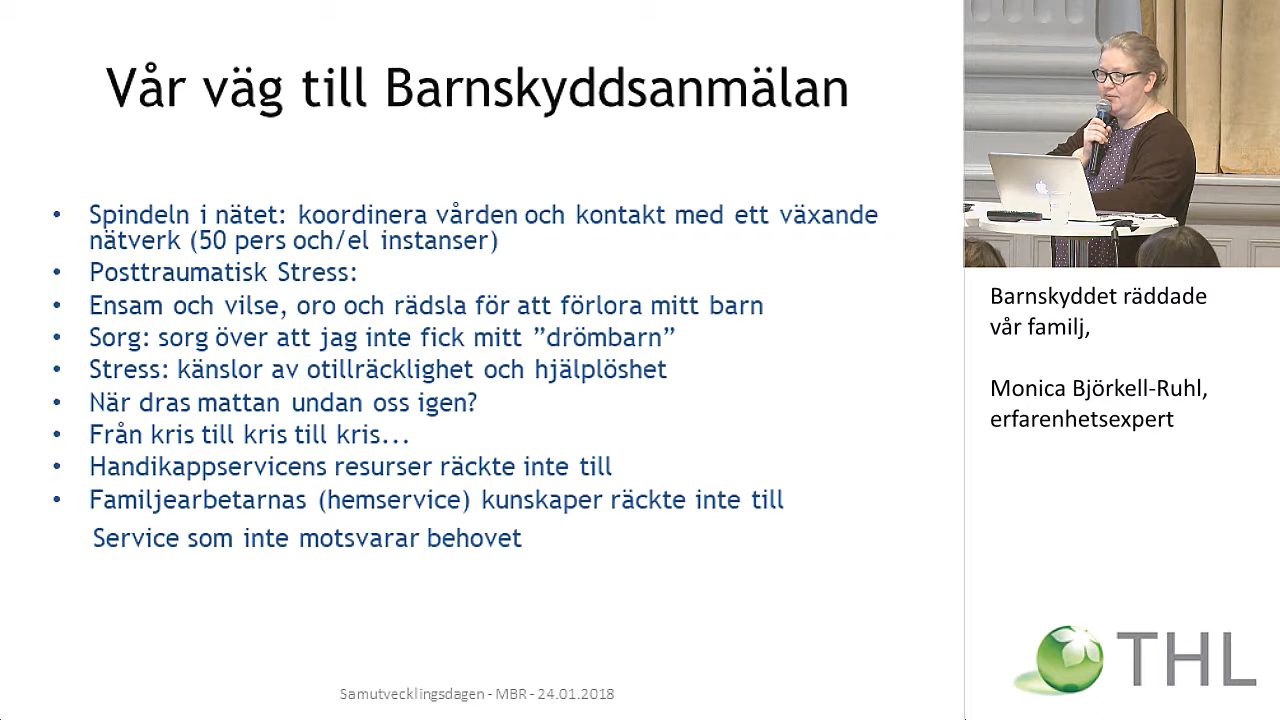 Vår väg till Barnskyddsanmälan
• Spindeln i nätet: koordinera vården och kontakt med ett växande
nätverk (50 pers och/el instanser)
• Posttraumatisk Stress:
• Ensam och vilse, oro och rädsla för att förlora mitt barn
• Sorg: sorg över att jag inte fick mitt ”drömbarn”
• Stress: känslor av otillräcklighet och hjälplöshet
• När dras mattan undan oss igen?
• Från kris till kris till kris...
• Handikappservicens resurser räckte inte till
• Familjearbetarnas (hemservice) kunskaper räckte inte till
Service som inte motsvarar behovet
Samutvecklingsdagen - MBR - 24.01.2018
Barnskyddet räddade
vår familj,
Monica Björkell-Ruhl,
erfarenhetsexpert
THL